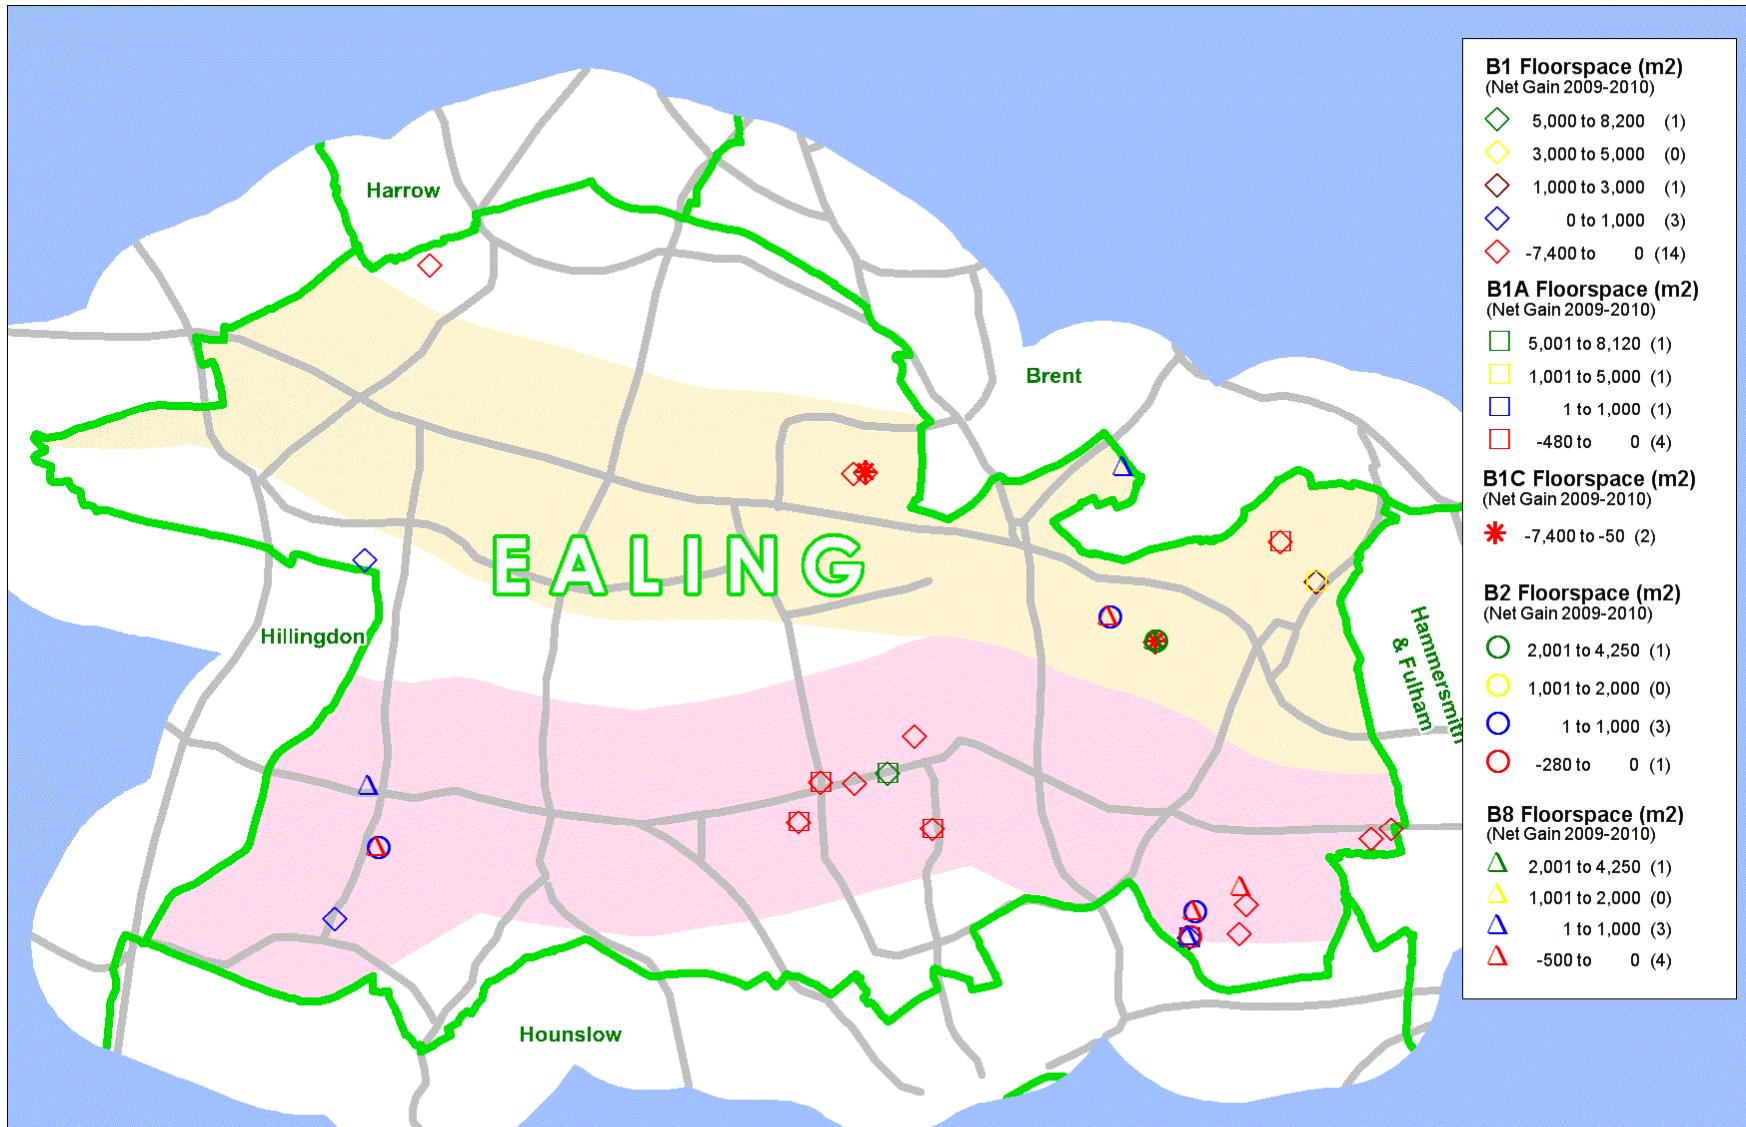 Harrow
Brent
EALING
Hillingdon
Hammersmith
& Fulham
Hounslow
B1 Floorspace (m2)
(Net Gain 2009-2010)
5,000 to 8,200 (1)
3,000 to 5,000 (0)
1,000 to 3,000 (1)
0 to 1,000 (3)
-7,400 to 0 (14)
B1A Floorspace (m2)
(Net Gain 2009-2010)
5,001 to 8,120 (1)
1,001 to 5,000 (1)
1 to 1,000 (1)
-480 to 0 (4)
B1C Floorspace (m2)
(Net Gain 2009-2010)
-7,400 to -50 (2)
B2 Floorspace (m2)
(Net Gain 2009-2010)
2,001 to 4,250 (1)
1,001 to 2,000 (0)
1 to 1,000 (3)
-280 to 0 (1)
B8 Floorspace (m2)
(Net Gain 2009-2010)
2,001 to 4,250 (1)
1,001 to 2,000 (0)
1 to 1,000 (3)
-500 to 0 (4)